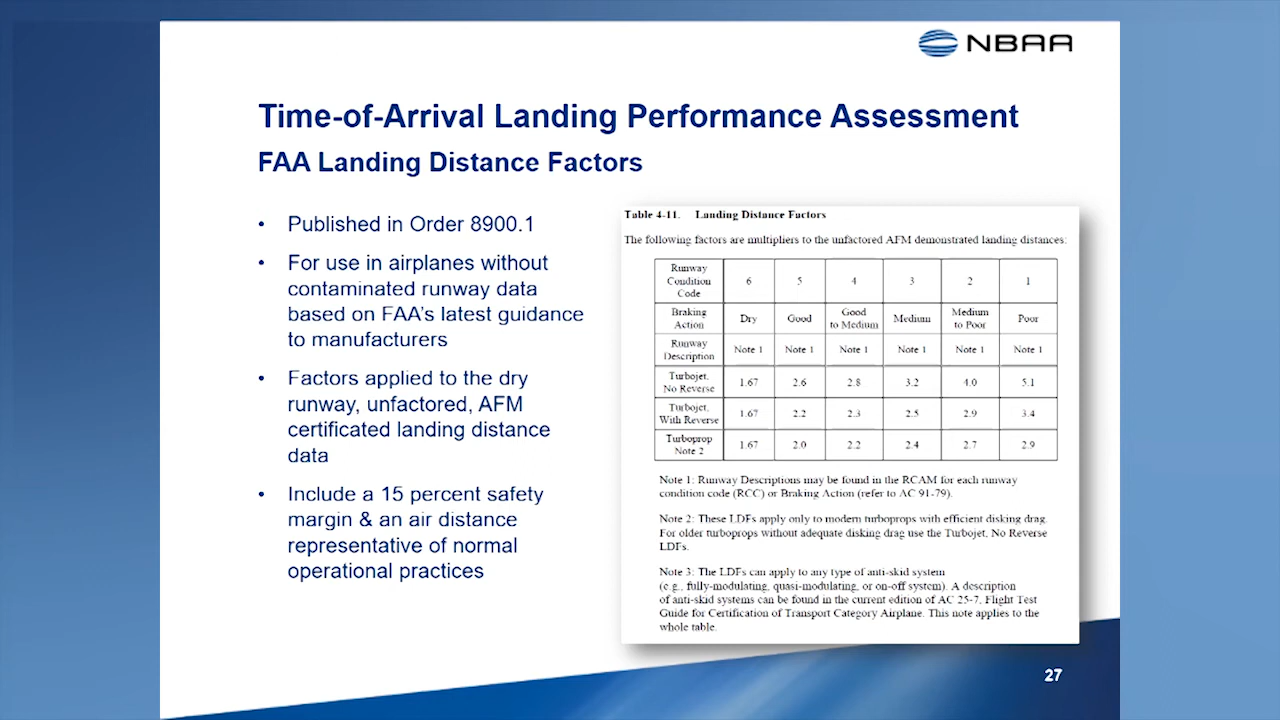 NBAA
Time-of-Arrival Landing Performance Assessment
FAA Landing Distance Factors
• Published in Order 8900.1
• For use in airplanes without
contaminated runway data
based on FAA's latest guidance
to manufacturers
• Factors applied to the dry
runway, unfactored, AFM
certificated landing distance
data
• Include a 15 percent safety
margin & an air distance
representative of normal
operational practices
Table 4-11. Landing Distance Factors
The following factors are multipliers to the unfactored AFM demonstrated landing distances:
Runway
Condition
Code
6 5 4 3 2 1
Braking
Action
Dry Good Good
to Medium Medium Medium
to Poor Poor
Runway
Description
Note 1 Note 1 Note 1 Note 1 Note 1 Note 1
Turbojet,
No Reverse
1.67 2.6 2.8 3.2 4.0 5.1
Turbojet,
With Reverse
1.67 2.2 2.3 2.5 2.9 3.4
Turboprop
Note 2
1.67 2.0 2.2 2.4 2.7 2.9
Note 1: Runway Descriptions may be found in the RCAM for each runway
condition code (RCC) or Braking Action (refer to AC 91-79).
Note 2: These LDFs apply only to modern turboprops with efficient disking drag.
For older turboprops without adequate disking drag use the Turbojet, No Reverse
LDFs.
Note 3: The LDFs can apply to any type of anti-skid system
(e.g., fully-modulating, quasi-modulating, or on-off system). A description
of anti-skid systems can be found in the current edition of AC 25-7, Flight Test
Guide for Certification of Transport Category Airplane. This note applies to the
whole table.
27